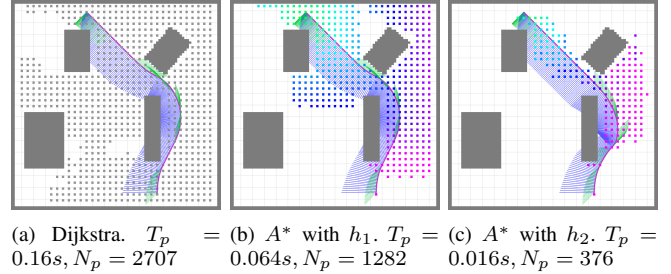 (a) Dijkstra. T_p = 0.16s, N_p = 2707
(b) A* with h_1. T_p = 0.064s, N_p = 1282
(c) A* with h_2. T_p = 0.016s, N_p = 376